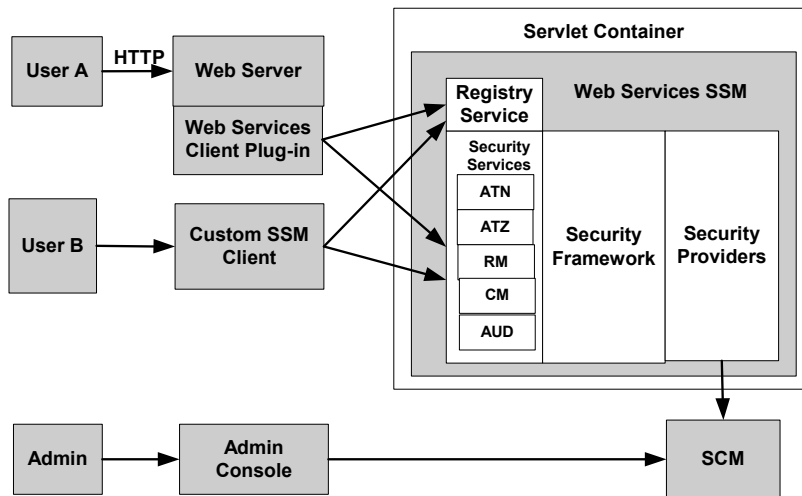 Servlet Container
HTTP
User A
Web Server
Web Services SSM
Registry
Service
Web Services
Client Plug-in
Security
Services
ATN
ATZ
RM
CM
AUD
Security
Framework
Security
Providers
User B
Custom SSM
Client
Admin
Admin
Console
SCM